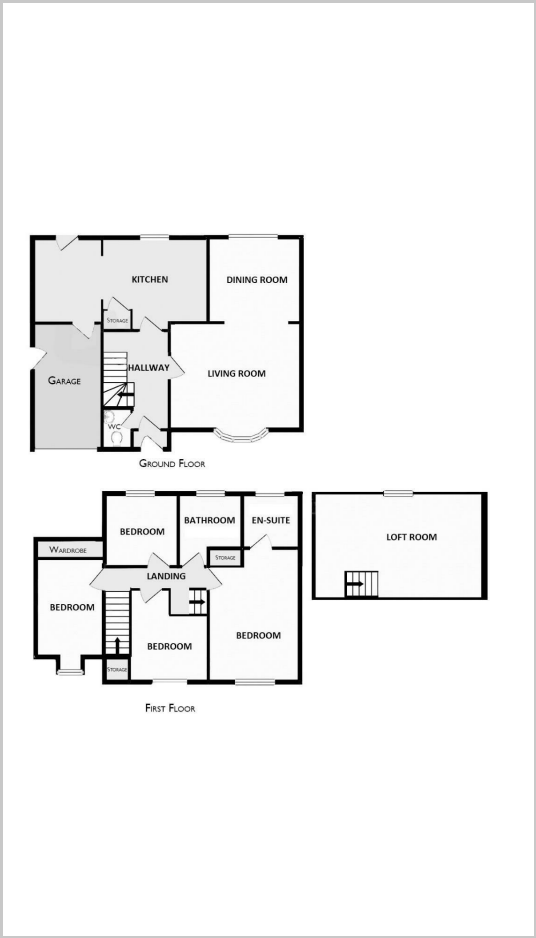 KITCHEN
DINING ROOM
STORAGE
HALLWAY
LIVING ROOM
GARAGE
WC
GROUND FLOOR
BEDROOM
BATHROOM
EN-SUITE
LOFT ROOM
WARDROBE
STORAGE
LANDING
BEDROOM
BEDROOM
BEDROOM
STORAGE
FIRST FLOOR